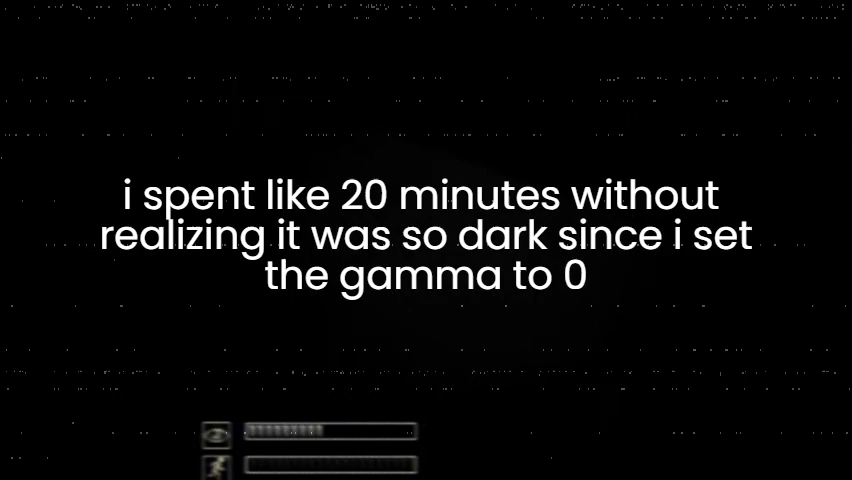 i spent like 20 minutes without
realizing it was so dark since i set
the gamma to 0